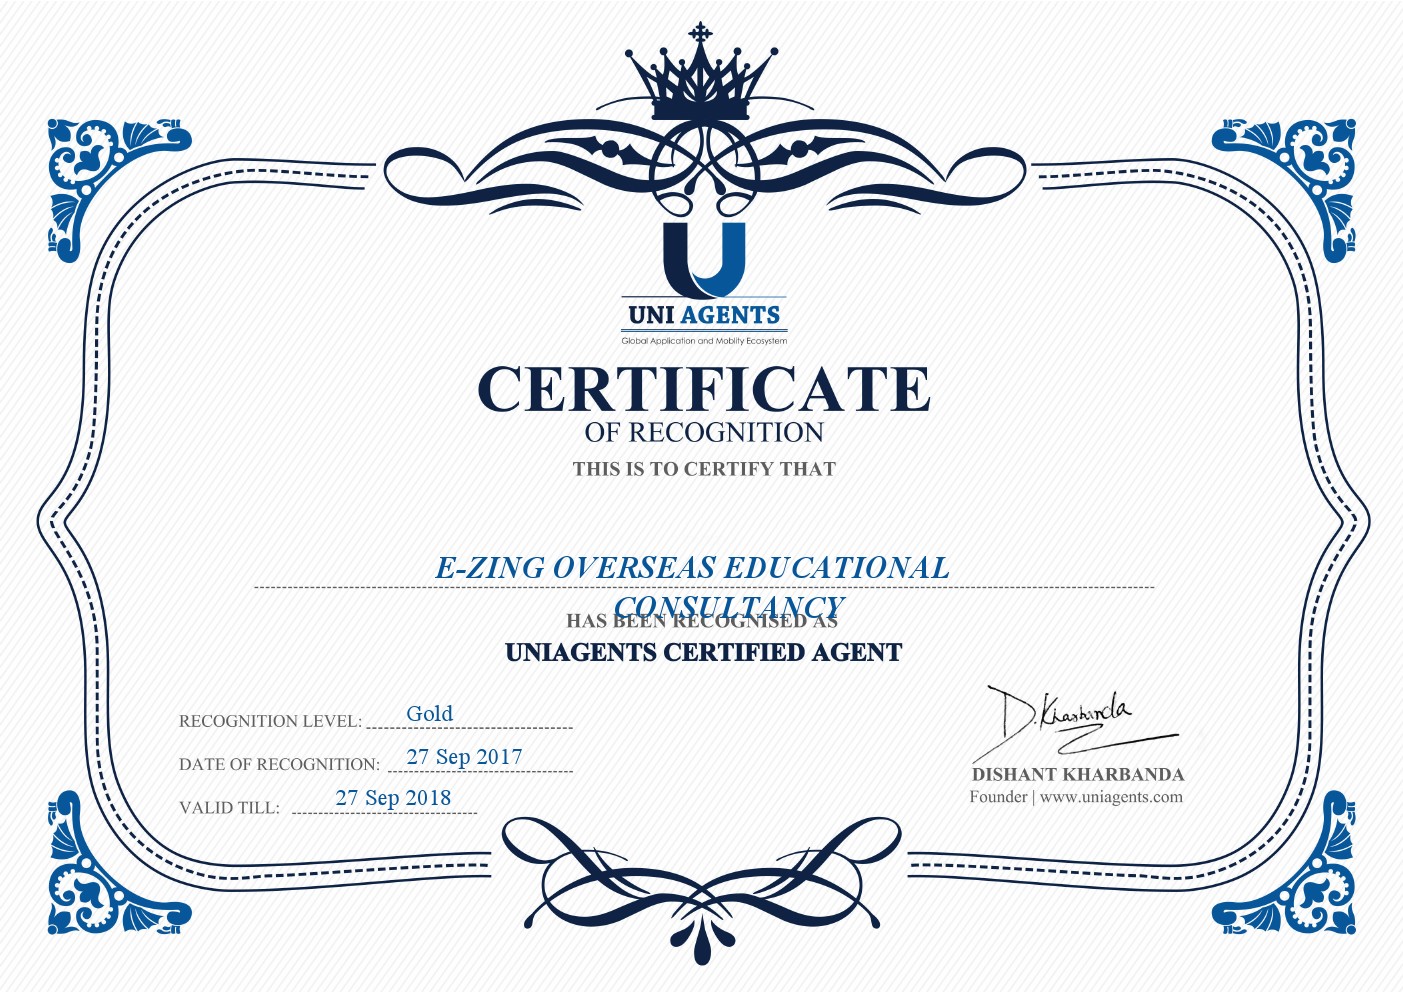 U
UNI AGENTS
Global Application and Moblity Ecosystem
CERTIFICATE
OF RECOGNITION
THIS IS TO CERTIFY THAT
E-ZING OVERSEAS EDUCATIONAL
CONSULTANCY
HAS BEEN RECOGNISED AS
UNIAGENTS CERTIFIED AGENT
RECOGNITION LEVEL: Gold
DATE OF RECOGNITION: 27 Sep 2017
VALID TILL: 27 Sep 2018
D.Kharbanda
DISHANT KHARBANDA
Founder | www.uniagents.com